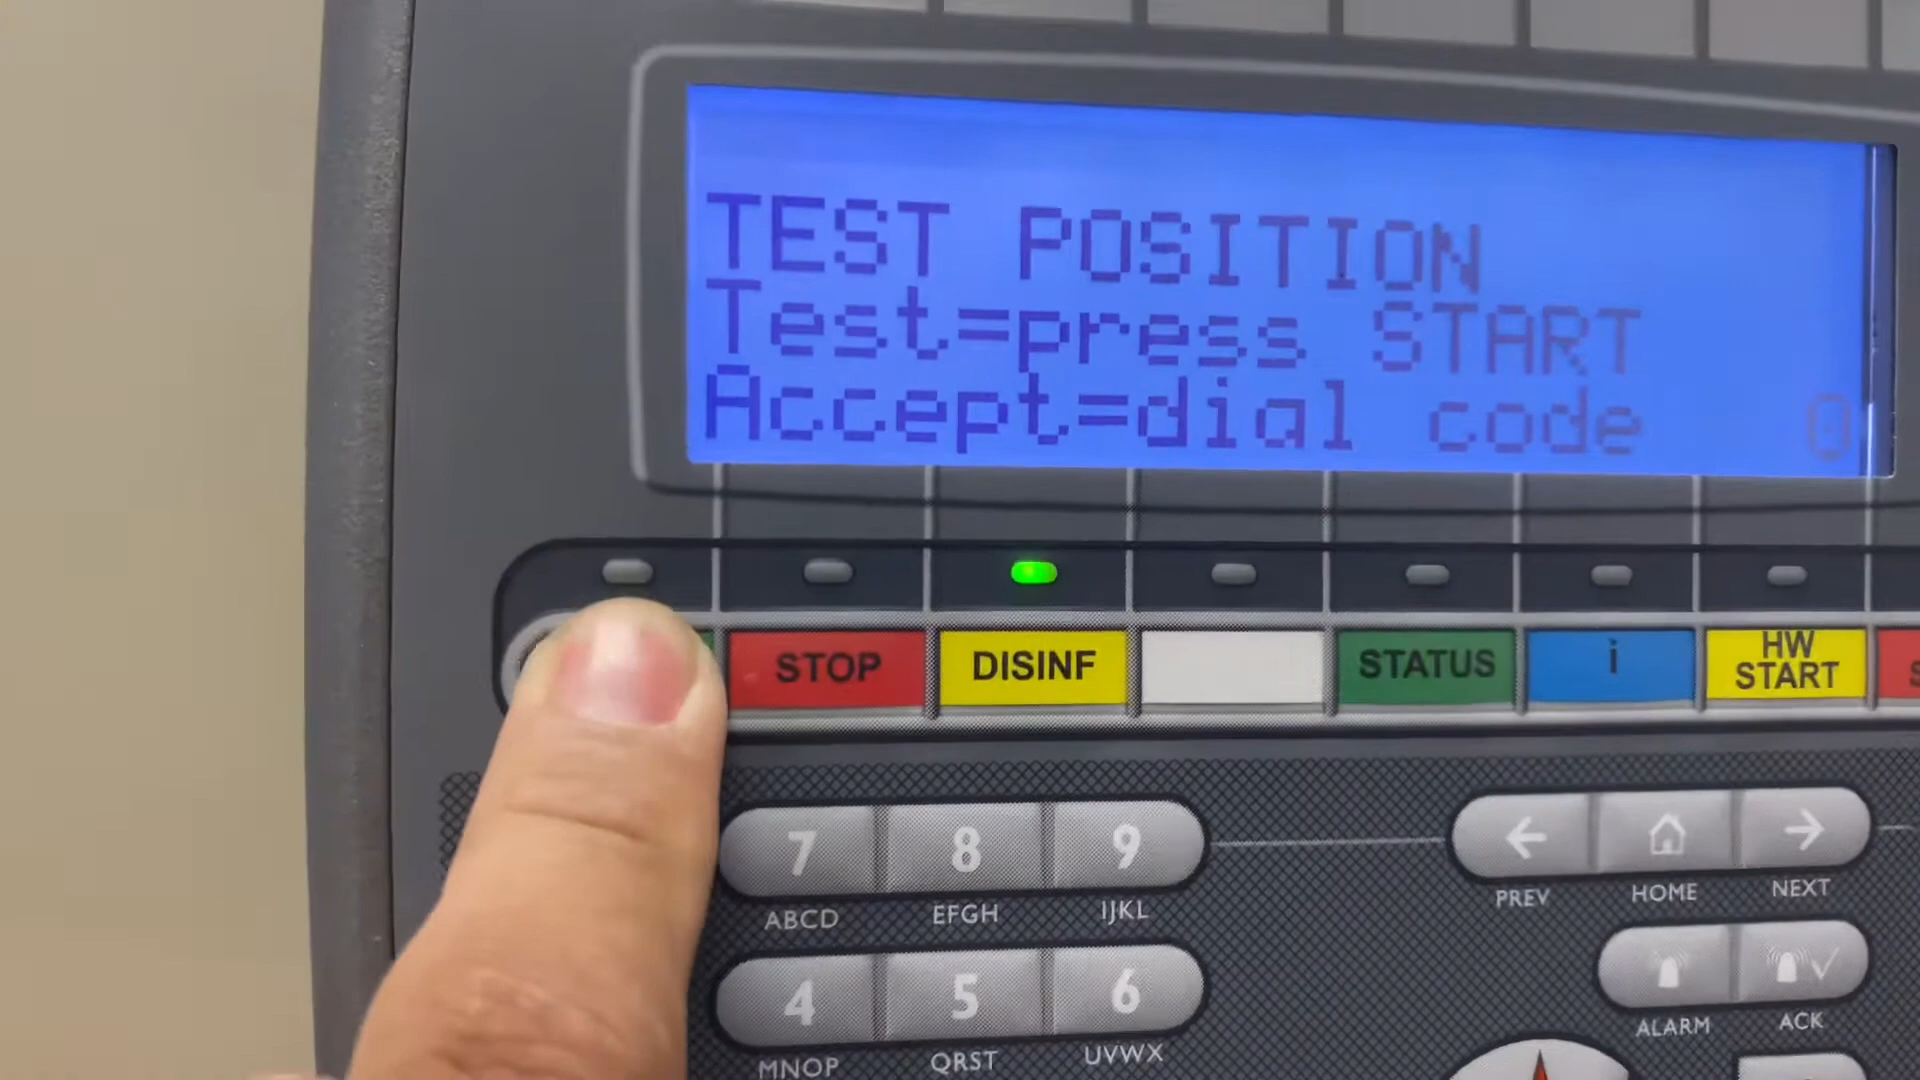 TEST POSITION
Test=press START
Accept=dial code 0
STOP DISINF STATUS i HW START
7 8 9
ABCD EFGH IJKL
PREV HOME NEXT
4 5 6
MNOP QRST UVWX
ALARM ACK